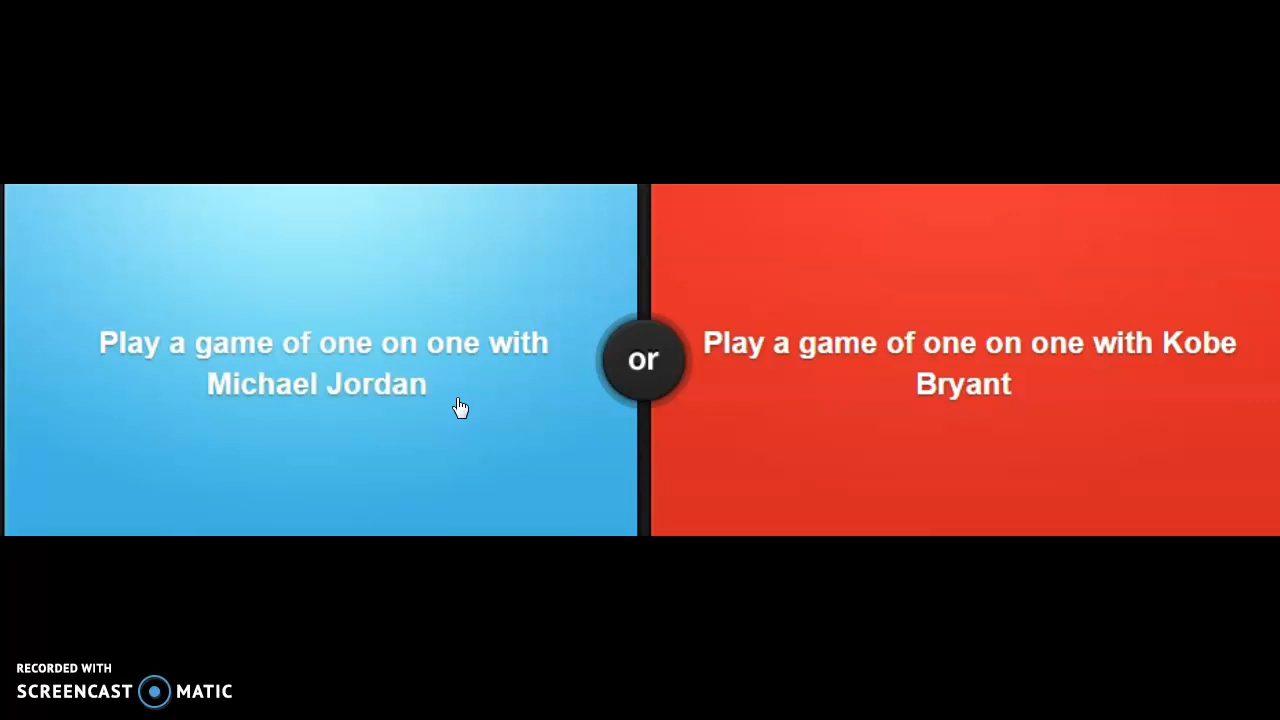 Play a game of one on one with
Michael Jordan
or
Play a game of one on one with Kobe
Bryant
RECORDED WITH
SCREENCAST MATIC